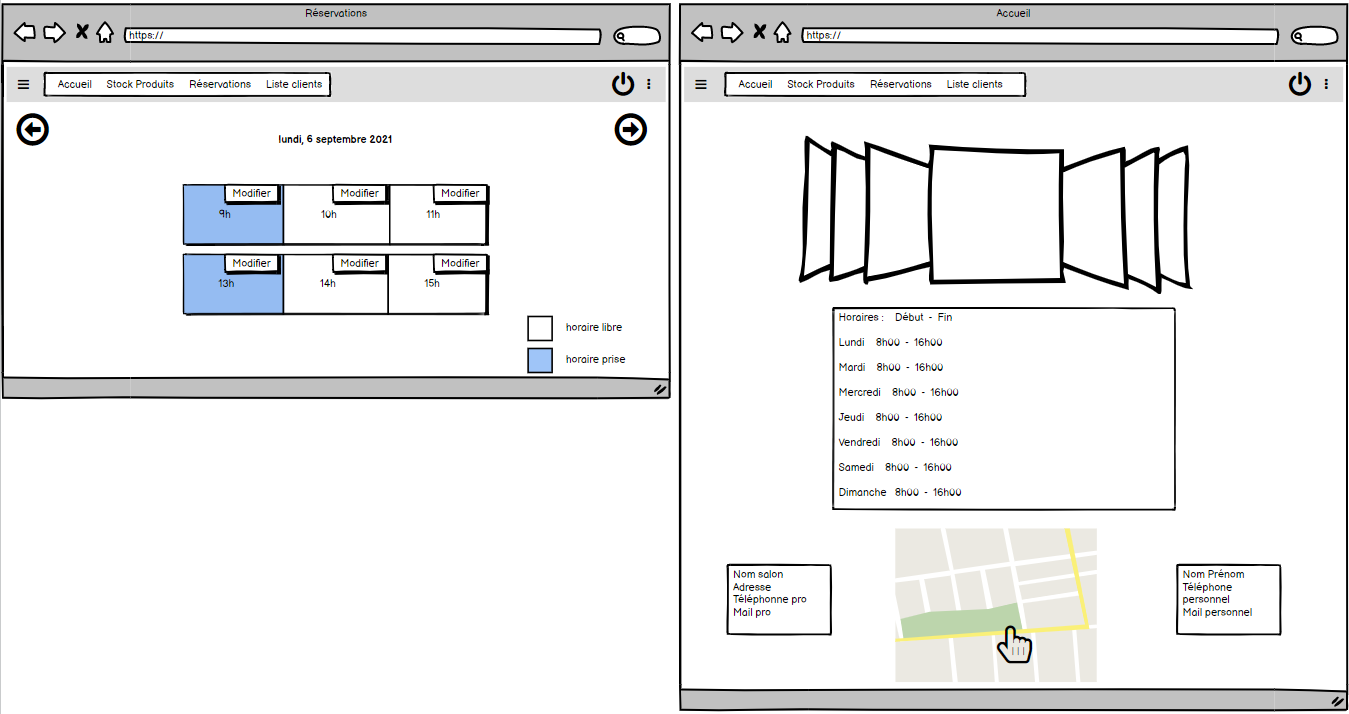 Réservations
https://
Accueil Stock Produits Réservations Liste clients
lundi, 6 septembre 2021
Modifier Modifier Modifier
9h 10h 11h
Modifier Modifier Modifier
13h 14h 15h
horaire libre
horaire prise
Accueil
https://
Accueil Stock Produits Réservations Liste clients
Horaires : Début - Fin
Lundi 8h00 - 16h00
Mardi 8h00 - 16h00
Mercredi 8h00 - 16h00
Jeudi 8h00 - 16h00
Vendredi 8h00 - 16h00
Samedi 8h00 - 16h00
Dimanche 8h00 - 16h00
Nom salon
Adresse
Téléphonne pro
Mail pro
Nom Prénom
Téléphone
personnel
Mail personnel